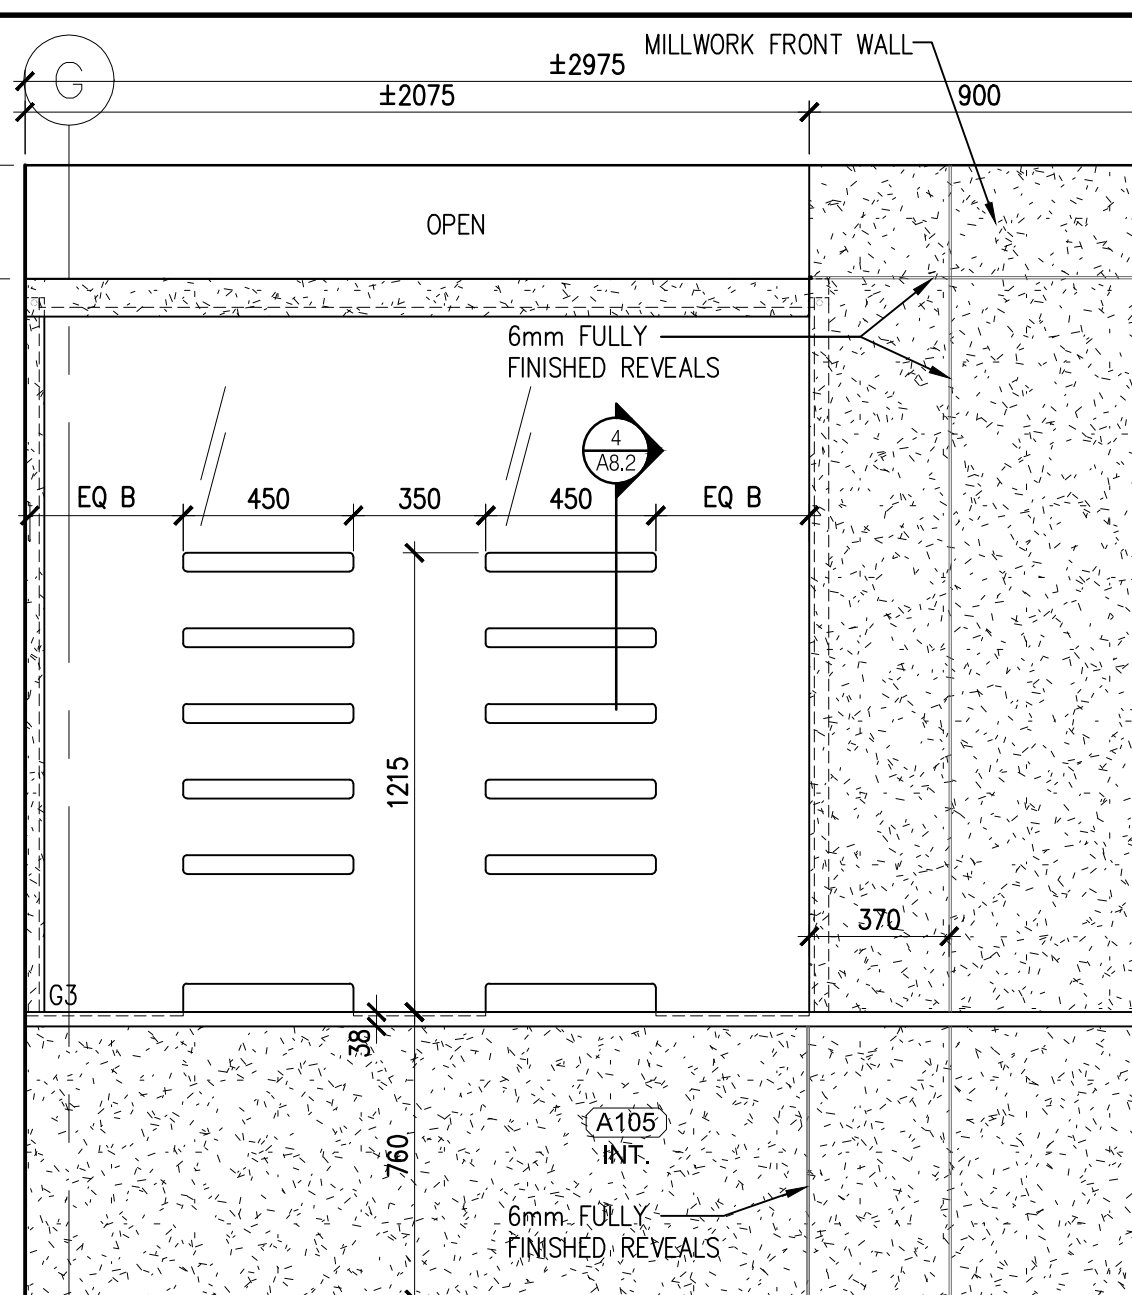 MILLWORK FRONT WALL
±2975
G
±2075
900
OPEN
6mm FULLY
FINISHED REVEALS
4
A8.2
EQ B
450
350
450
EQ B
1215
370
G3
38
A105
INT.
760
6mm FULLY
FINISHED REVEALS